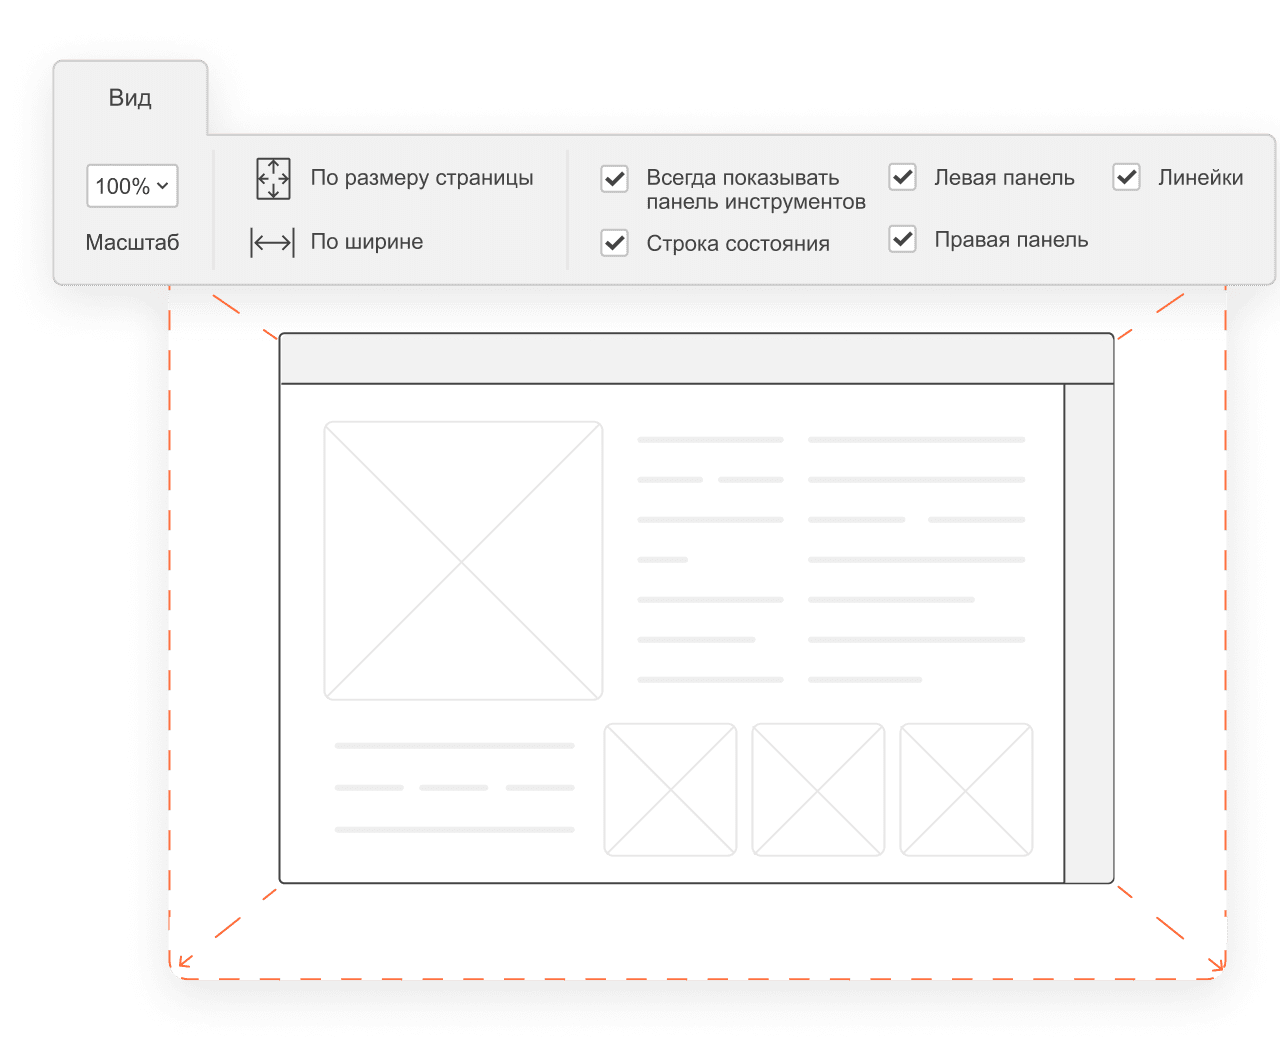 Вид
100%
Масштаб
По размеру страницы
По ширине
Всегда показывать
панель инструментов
Строка состояния
Левая панель
Правая панель
Линейки